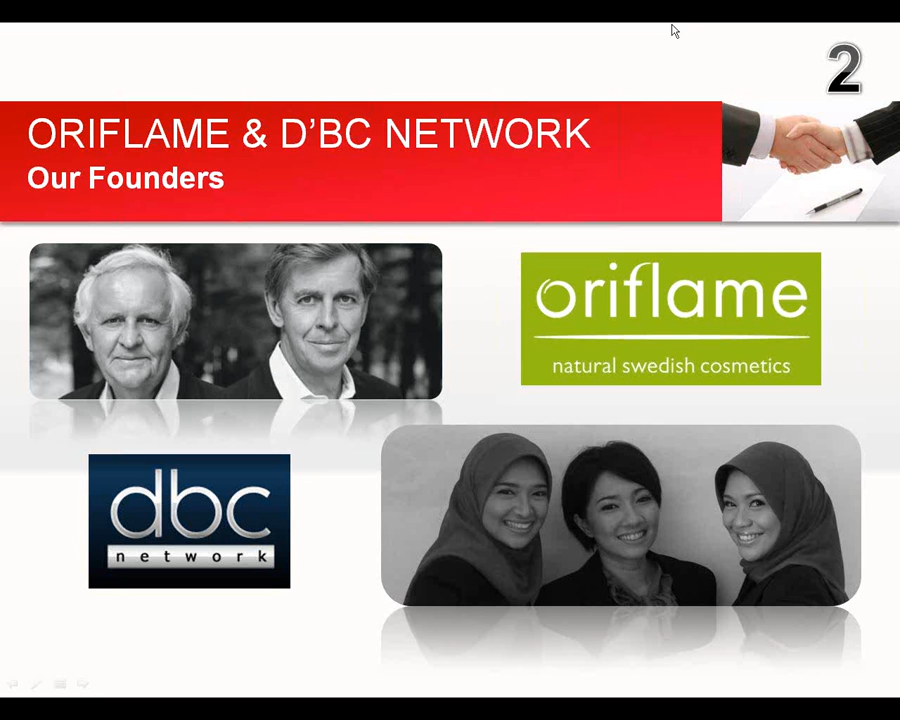 2
ORIFLAME & D’BC NETWORK
Our Founders
oriflame
natural swedish cosmetics
dbc
network